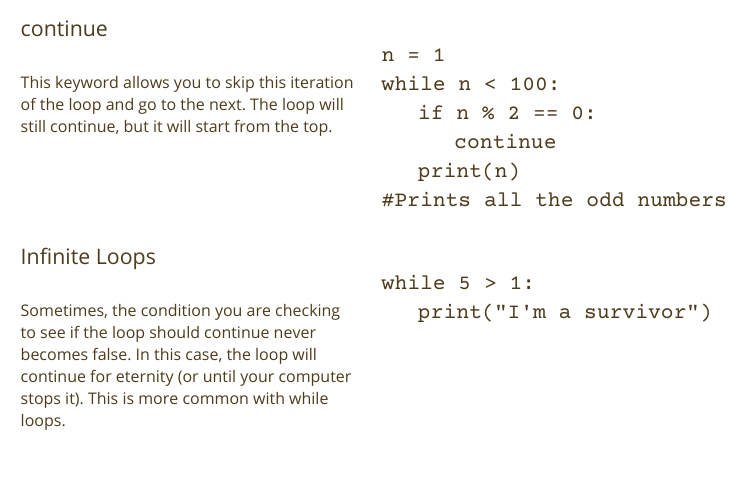 continue
This keyword allows you to skip this iteration
of the loop and go to the next. The loop will
still continue, but it will start from the top.
n = 1
while n < 100:
    if n % 2 == 0:
        continue
    print(n)
#Prints all the odd numbers
Infinite Loops
Sometimes, the condition you are checking
to see if the loop should continue never
becomes false. In this case, the loop will
continue for eternity (or until your computer
stops it). This is more common with while
loops.
while 5 > 1:
    print("I'm a survivor")